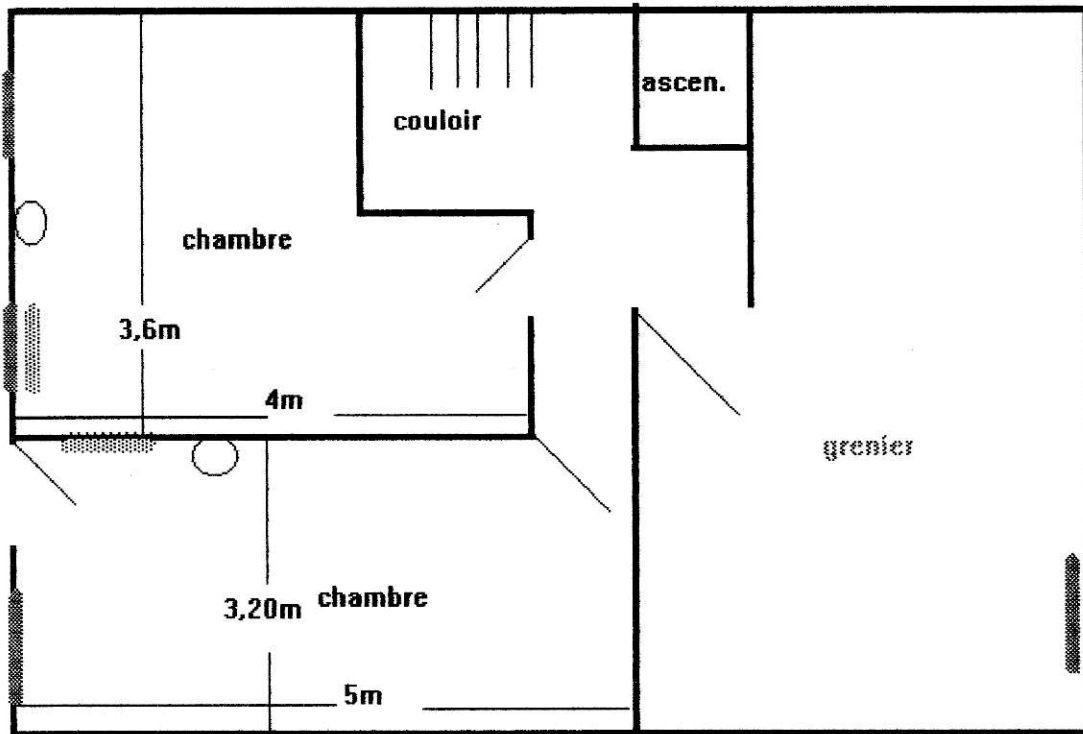 ascen.
couloir
chambre
3,6m
4m
grenier
3,20m chambre
5m